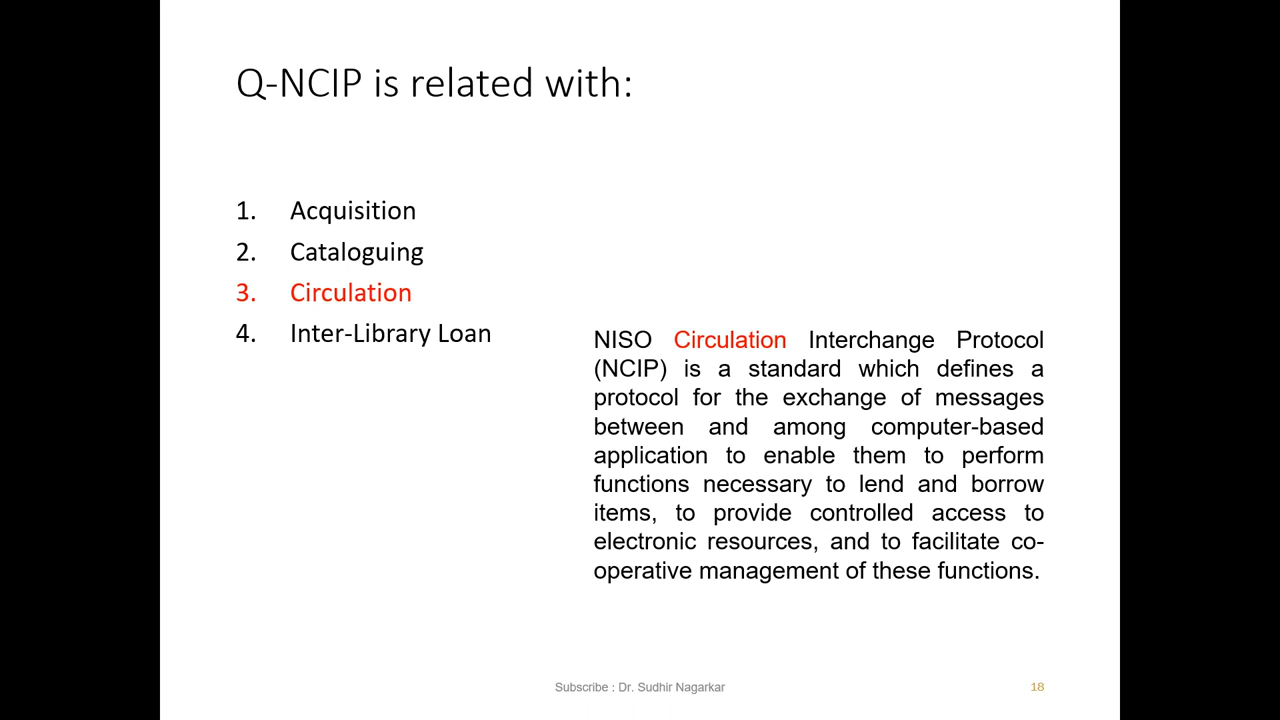 Q-NCIP is related with:
1. Acquisition
2. Cataloguing
3. Circulation
4. Inter-Library Loan
NISO Circulation Interchange Protocol
(NCIP) is a standard which defines a
protocol for the exchange of messages
between and among computer-based
application to enable them to perform
functions necessary to lend and borrow
items, to provide controlled access to
electronic resources, and to facilitate co-
operative management of these functions.
Subscribe : Dr. Sudhir Nagarkar
18